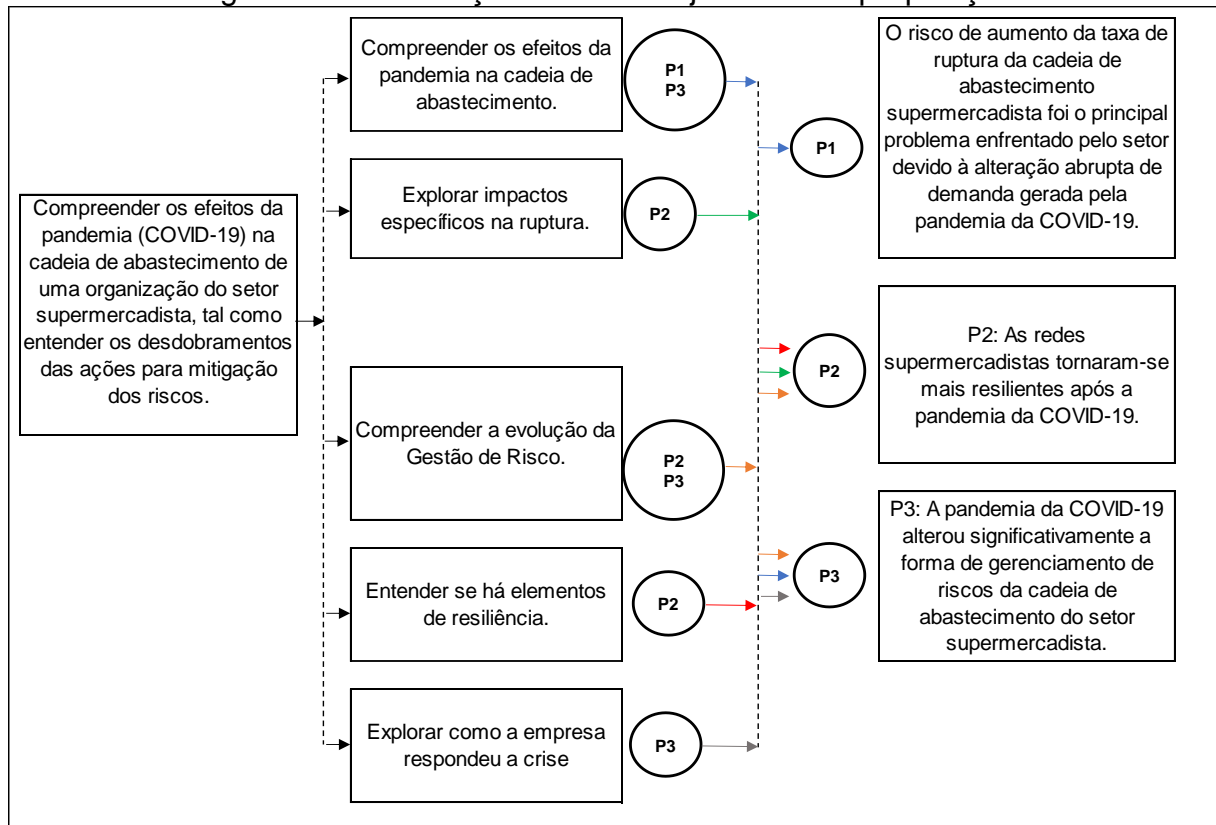 Compreender os efeitos da
pandemia (COVID-19) na
cadeia de abastecimento de
uma organização do setor
supermercadista, tal como
entender os desdobramentos
das ações para mitigação
dos riscos.
Compreender os efeitos da
pandemia na cadeia de
abastecimento.
P1
P3
Explorar impactos
específicos na ruptura.
P2
Compreender a evolução da
Gestão de Risco.
P2
P3
Entender se há elementos
de resiliência.
P2
Explorar como a empresa
respondeu a crise
P3
P1
O risco de aumento da taxa de
ruptura da cadeia de
abastecimento
supermercadista foi o principal
problema enfrentado pelo setor
devido à alteração abrupta de
demanda gerada pela
pandemia da COVID-19.
P2
P2: As redes
supermercadistas tornaram-se
mais resilientes após a
pandemia da COVID-19.
P3
P3: A pandemia da COVID-19
alterou significativamente a
forma de gerenciamento de
riscos da cadeia de
abastecimento do setor
supermercadista.